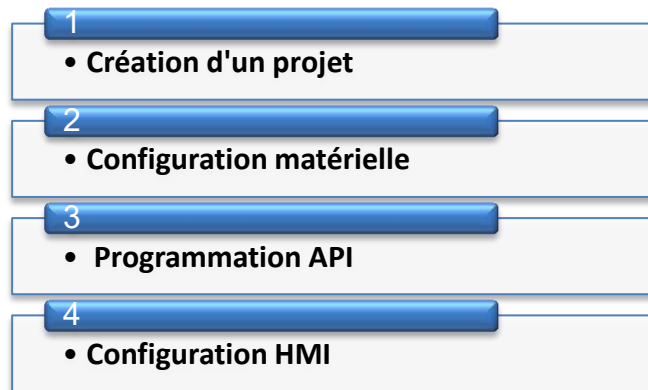 1
• Création d'un projet
2
• Configuration matérielle
3
• Programmation API
4
• Configuration HMI